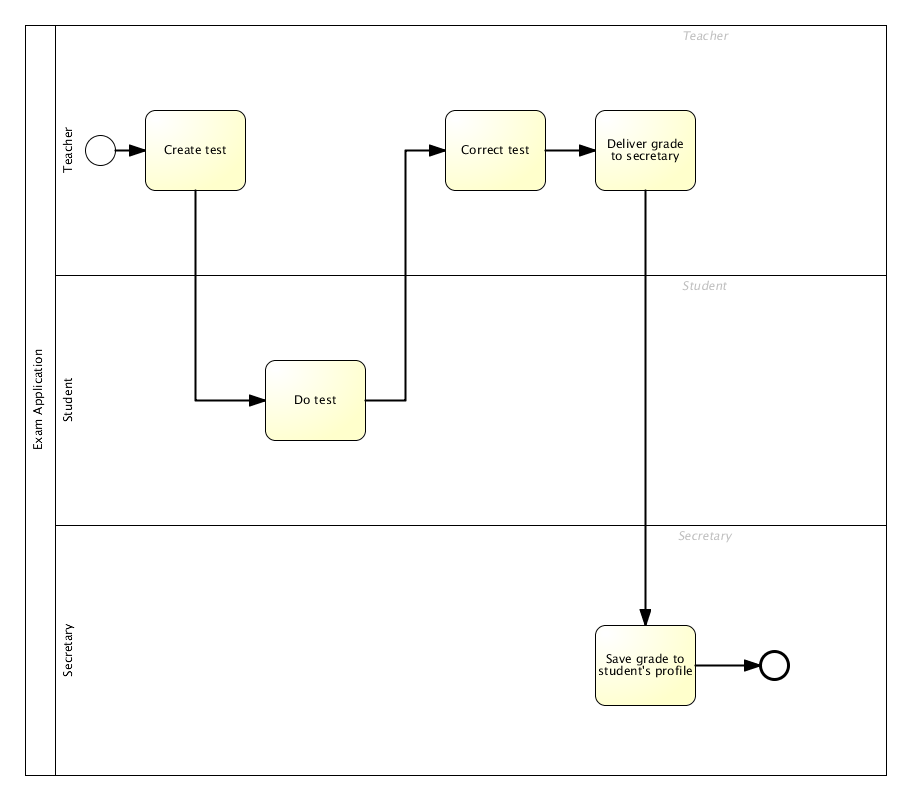 Exam Application
Teacher
Teacher
Create test
Correct test
Deliver grade
to secretary
Student
Student
Do test
Secretary
Secretary
Save grade to
student's profile